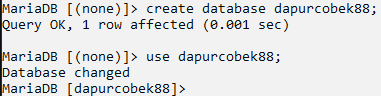 MariaDB [(none)]> create database dapurcobek88;
Query OK, 1 row affected (0.001 sec)
MariaDB [(none)]> use dapurcobek88;
Database changed
MariaDB [dapurcobek88]>